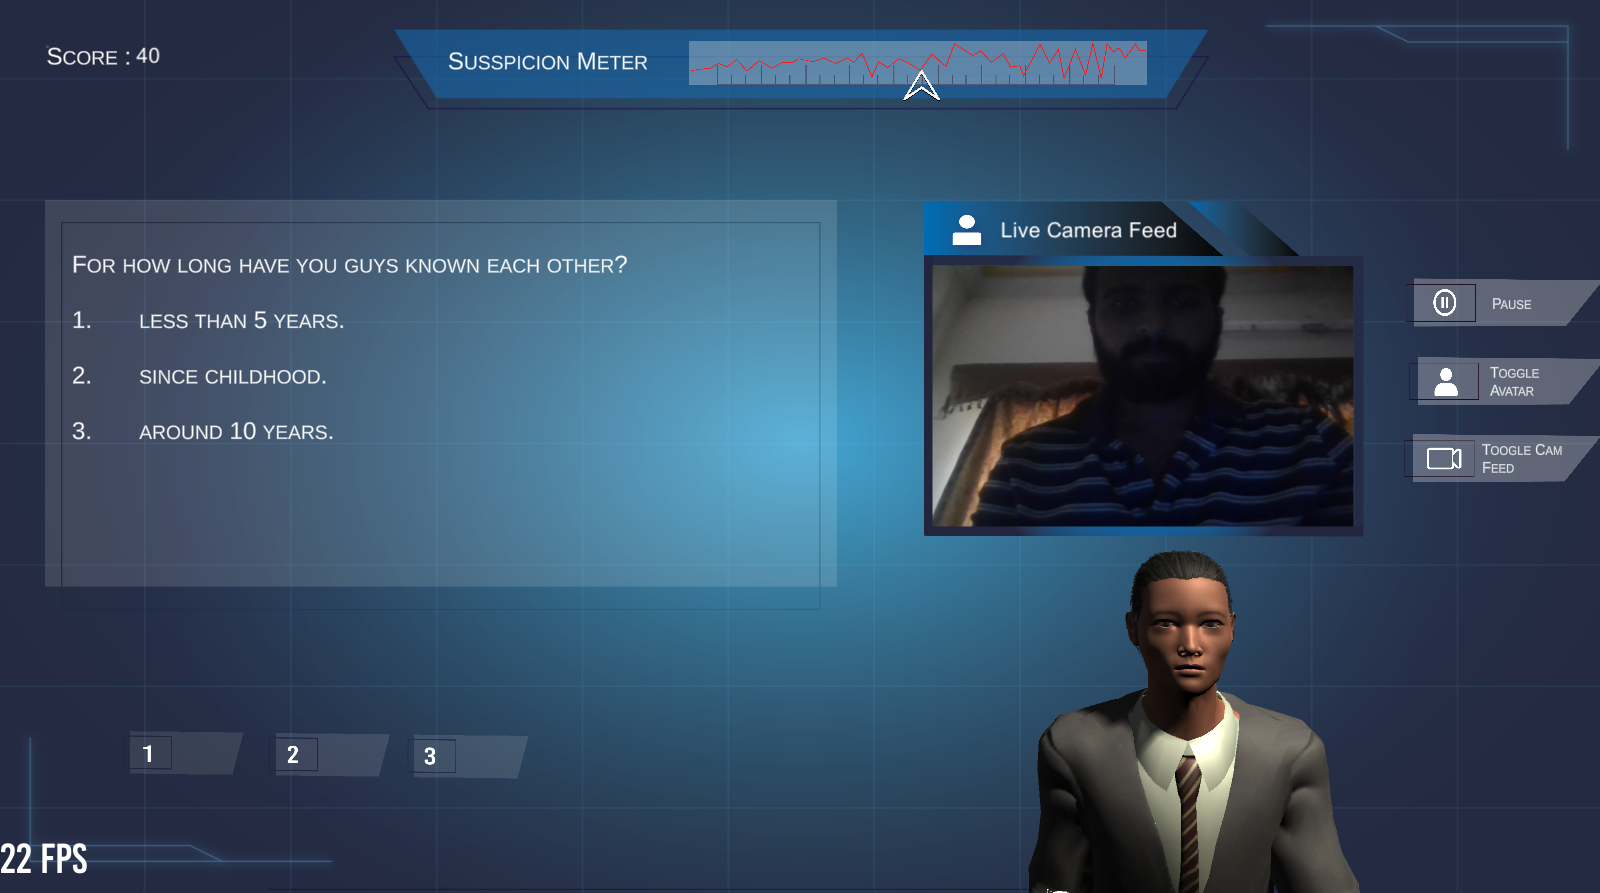 Score : 40
Susspicion Meter
For how long have you guys known each other?
1. less than 5 years.
2. since childhood.
3. around 10 years.
Live Camera Feed
Pause
Toggle
Avatar
Toogle Cam
Feed
1 2 3
22 FPS